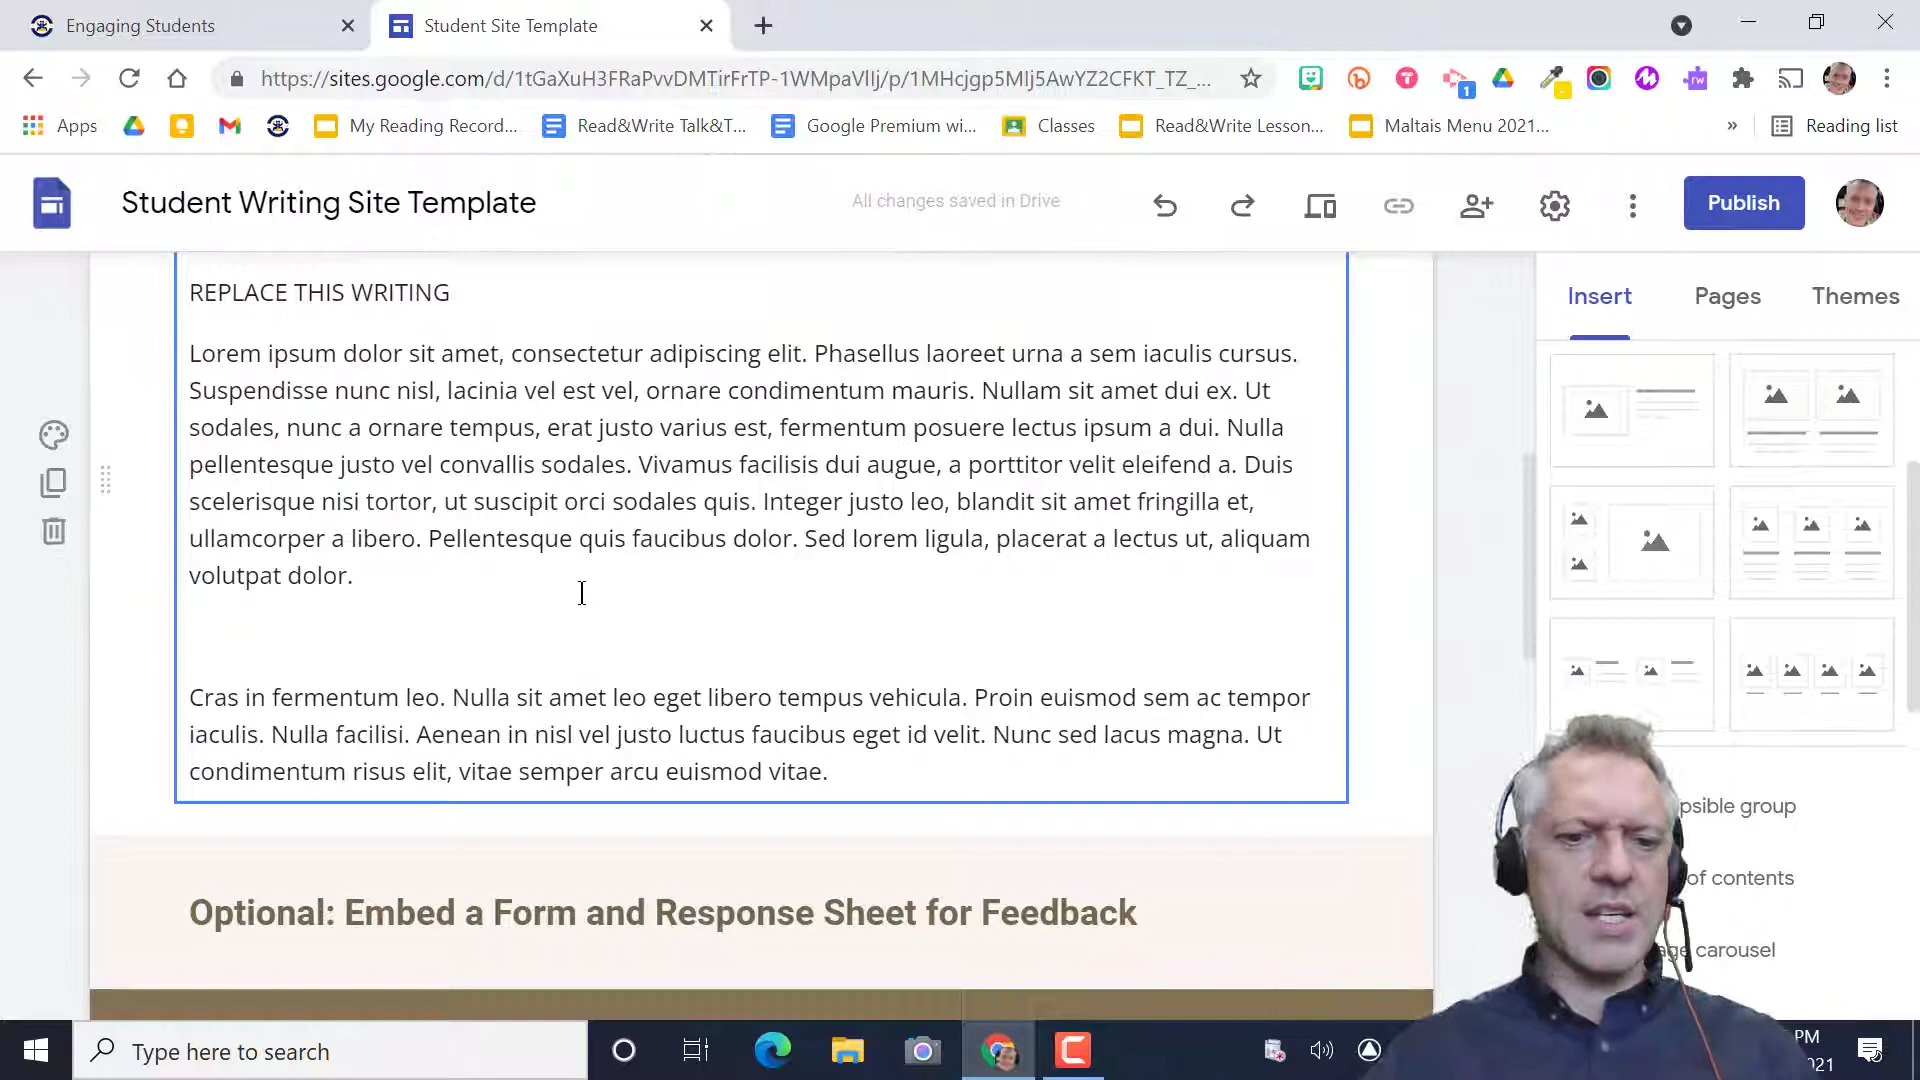 Engaging Students
Student Site Template
https://sites.google.com/d/1tGaXuH3FRaPvvDMTirFrTP-1WMpaVlIj/p/1MHcjgp5MIj5AwYZ2CFKT_TZ_...
1
rw
Apps
My Reading Record...
Read&Write Talk&T...
Google Premium wi...
Classes
Read&Write Lesson...
Maltais Menu 2021...
»
Reading list
Student Writing Site Template
All changes saved in Drive
Publish
Insert
Pages
Themes
REPLACE THIS WRITING
Lorem ipsum dolor sit amet, consectetur adipiscing elit. Phasellus laoreet urna a sem iaculis cursus.
Suspendisse nunc nisl, lacinia vel est vel, ornare condimentum mauris. Nullam sit amet dui ex. Ut
sodales, nunc a ornare tempus, erat justo varius est, fermentum posuere lectus ipsum a dui. Nulla
pellentesque justo vel convallis sodales. Vivamus facilisis dui augue, a porttitor velit eleifend a. Duis
scelerisque nisi tortor, ut suscipit orci sodales quis. Integer justo leo, blandit sit amet fringilla et,
ullamcorper a libero. Pellentesque quis faucibus dolor. Sed lorem ligula, placerat a lectus ut, aliquam
volutpat dolor.
Cras in fermentum leo. Nulla sit amet leo eget libero tempus vehicula. Proin euismod sem ac tempor
iaculis. Nulla facilisi. Aenean in nisl vel justo luctus faucibus eget id velit. Nunc sed lacus magna. Ut
condimentum risus elit, vitae semper arcu euismod vitae.
psible group
of contents
age carousel
Optional: Embed a Form and Response Sheet for Feedback
Type here to search
PM
021